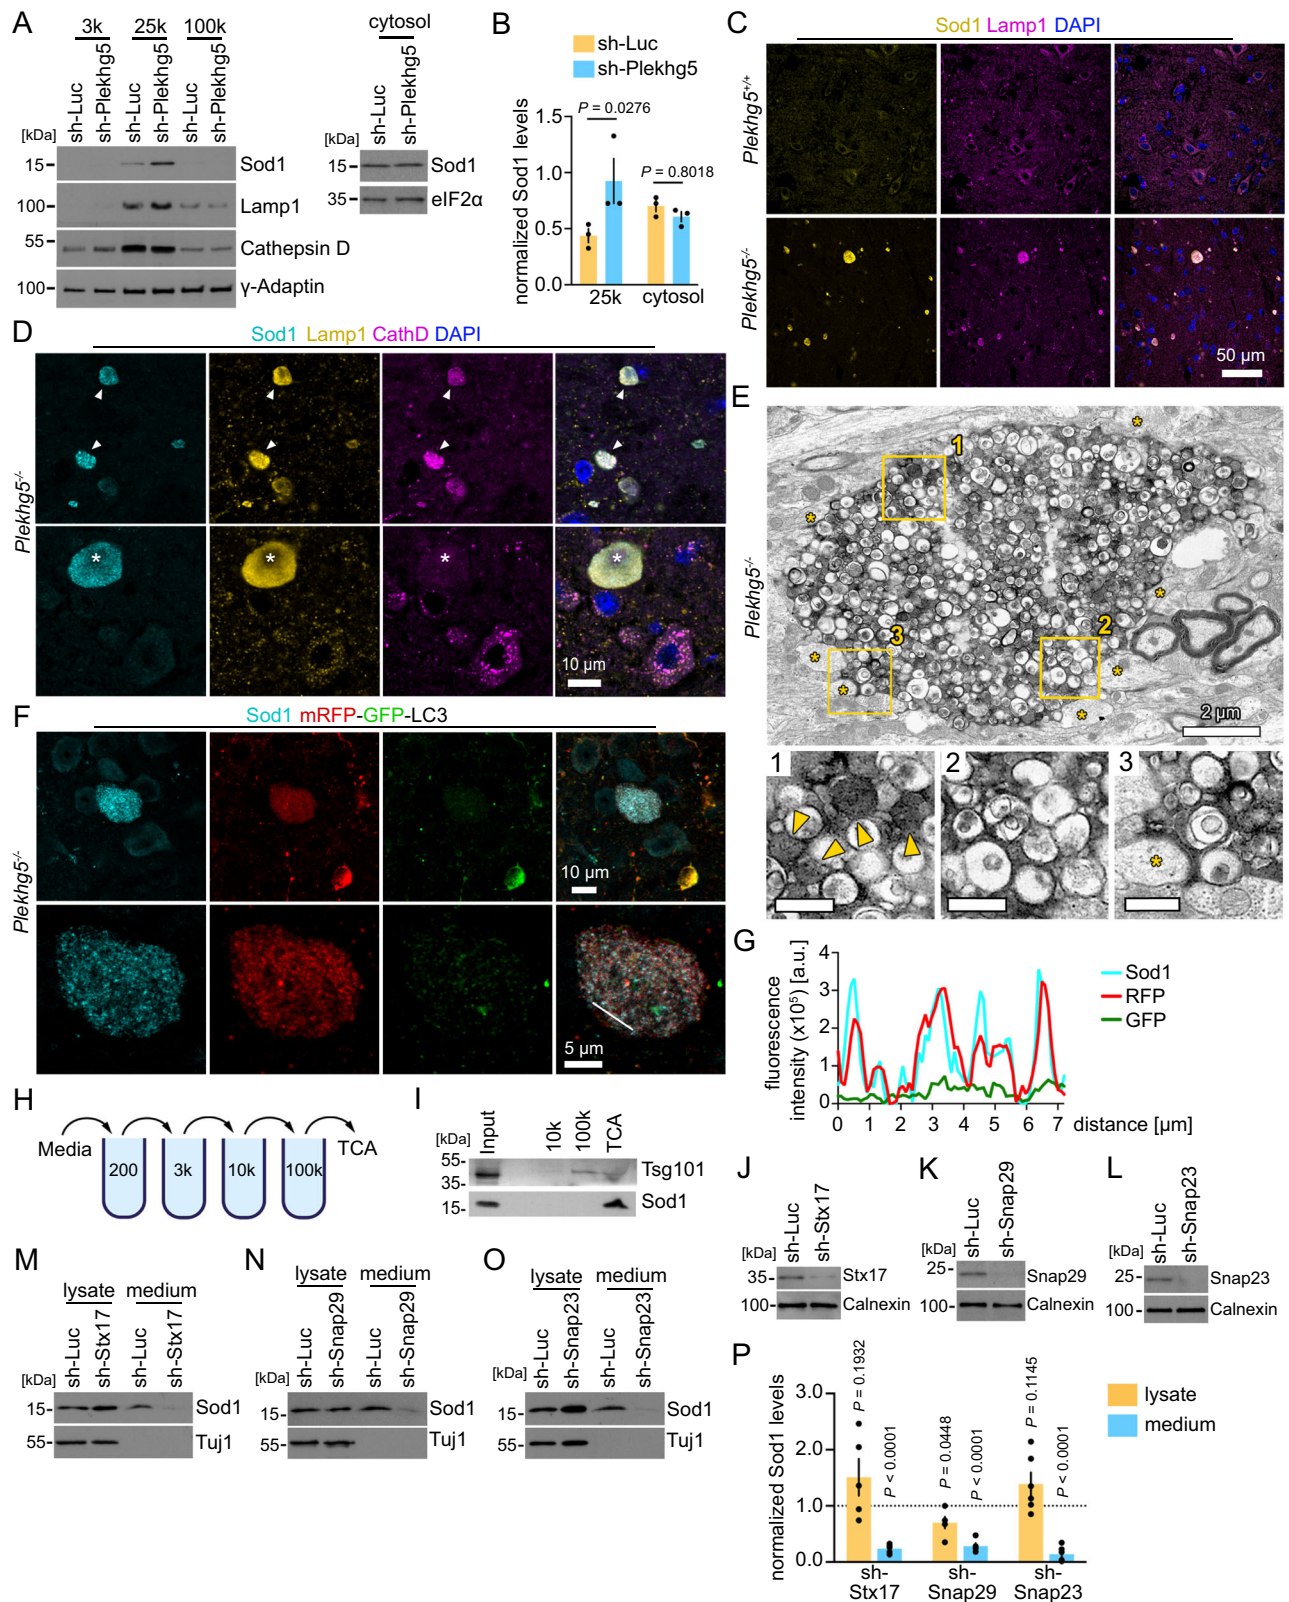 A
3k 25k 100k
cytosol
sh-Luc
sh-Plekhg5
sh-Luc
sh-Plekhg5
sh-Luc
sh-Plekhg5
sh-Luc
sh-Plekhg5
[kDa]
15
Sod1
100
Lamp1
55
Cathepsin D
100
γ-Adaptin
[kDa]
15
Sod1
35
eIF2α
B
sh-Luc
sh-Plekhg5
P = 0.0276
P = 0.8018
normalized Sod1 levels
1.5
1.0
0.5
0.0
25k cytosol
C
Sod1 Lamp1 DAPI
Plekhg5+/+
Plekhg5-/-
50 µm
D
Sod1 Lamp1 CathD DAPI
Plekhg5-/-
*
*
*
*
10 µm
E
Plekhg5-/-
1
2
3
*
*
*
*
*
*
*
2 µm
1
2
3
*
F
Sod1 mRFP-GFP-LC3
Plekhg5-/-
10 µm
5 µm
G
fluorescence
intensity (x10⁵) [a.u.]
4
3
2
1
0
0 1 2 3 4 5 6 7
distance [µm]
Sod1
RFP
GFP
H
Media
200
3k
10k
100k
TCA
I
[kDa]
Input
10k
100k
TCA
55-
35-
Tsg101
15-
Sod1
J
sh-Luc
sh-Stx17
[kDa]
35
Stx17
100
Calnexin
K
sh-Luc
sh-Snap29
[kDa]
25
Snap29
100
Calnexin
L
sh-Luc
sh-Snap23
[kDa]
25
Snap23
100
Calnexin
M
lysate medium
sh-Luc
sh-Stx17
sh-Luc
sh-Stx17
[kDa]
15
Sod1
55
Tuj1
N
lysate medium
sh-Luc
sh-Snap29
sh-Luc
sh-Snap29
[kDa]
15
Sod1
55
Tuj1
O
lysate medium
sh-Luc
sh-Snap23
sh-Luc
sh-Snap23
[kDa]
15
Sod1
55
Tuj1
P
normalized Sod1 levels
3.0
2.0
1.0
0.0
P = 0.1932
P < 0.0001
P = 0.0448
P < 0.0001
P = 0.1145
P < 0.0001
sh-
Stx17
sh-
Snap29
sh-
Snap23
lysate
medium